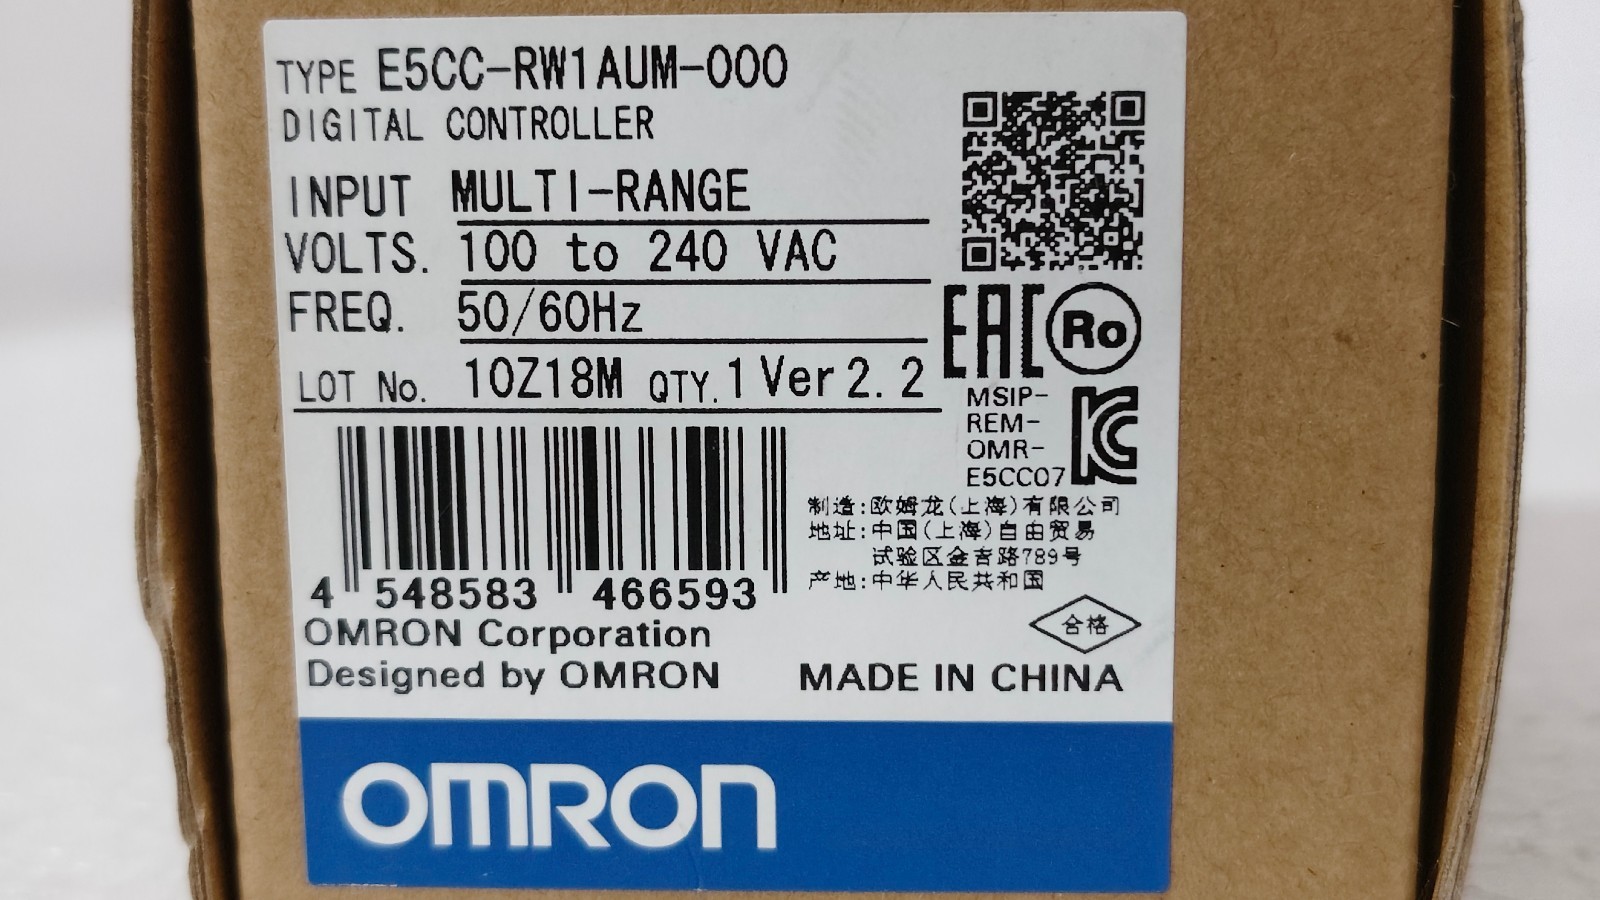 TYPE E5CC-RW1AUM-000
DIGITAL CONTROLLER
INPUT MULTI-RANGE
VOLTS. 100 to 240 VAC
FREQ. 50/60Hz
LOT No. 10Z18M QTY. 1 Ver 2.2
EAC Ro
MSIP-
REM-
OMR-
E5CC07
4 548583 466593
制造:欧姆龙(上海)有限公司
地址:中国(上海)自由贸易
试验区金吉路789号
产地:中华人民共和国
合格
OMRON Corporation
Designed by OMRON
MADE IN CHINA
OMRON